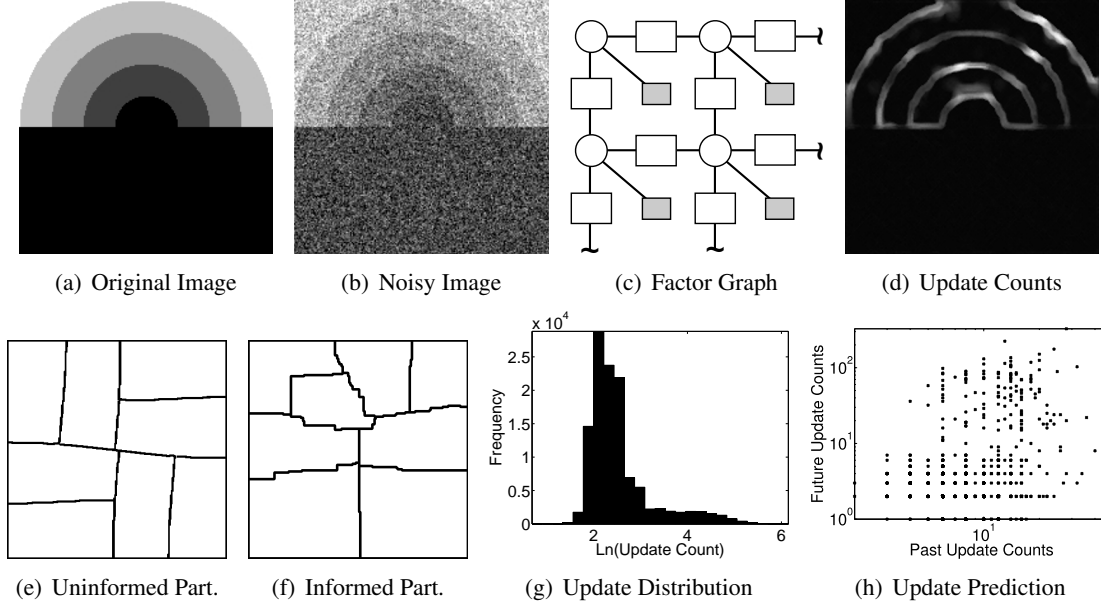 (a) Original Image
(b) Noisy Image
(c) Factor Graph
(d) Update Counts
x 10^4
2.5
2
1.5
1
0.5
0
2
4
6
Frequency
Ln(Update Count)
10^2
10^1
10^0
10^1
Future Update Counts
Past Update Counts
(e) Uninformed Part.
(f) Informed Part.
(g) Update Distribution
(h) Update Prediction